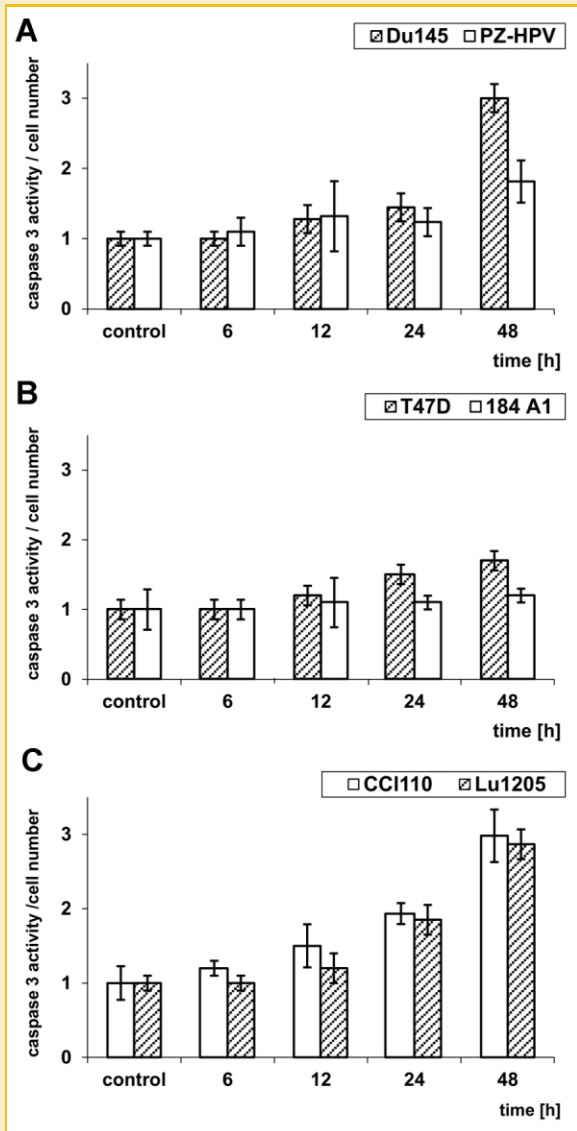 A
Du145 PZ-HPV
caspase 3 activity / cell number
3
2
1
0
control 6 12 24 48
time [h]
B
T47D 184 A1
caspase 3 activity / cell number
3
2
1
0
control 6 12 24 48
time [h]
C
CCl110 Lu1205
caspase 3 activity /cell number
3
2
1
0
control 6 12 24 48
time [h]